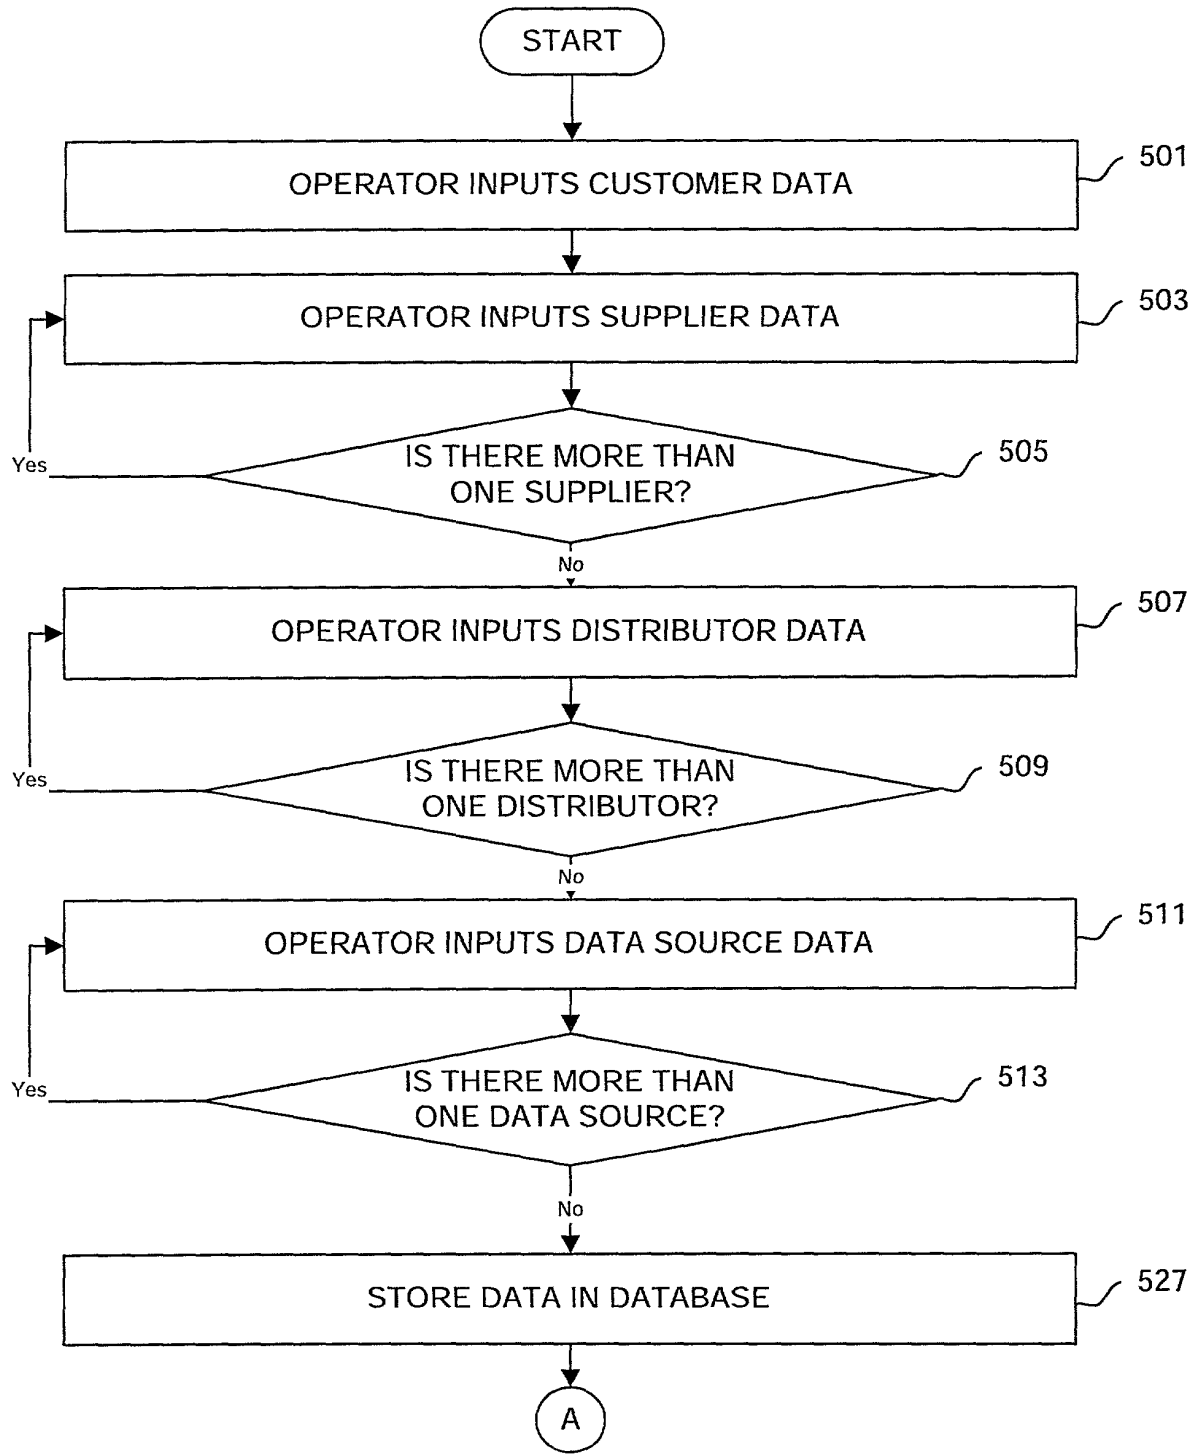 START
OPERATOR INPUTS CUSTOMER DATA
501
OPERATOR INPUTS SUPPLIER DATA
503
IS THERE MORE THAN
ONE SUPPLIER?
505
Yes
No
OPERATOR INPUTS DISTRIBUTOR DATA
507
IS THERE MORE THAN
ONE DISTRIBUTOR?
509
Yes
No
OPERATOR INPUTS DATA SOURCE DATA
511
IS THERE MORE THAN
ONE DATA SOURCE?
513
Yes
No
STORE DATA IN DATABASE
527
A